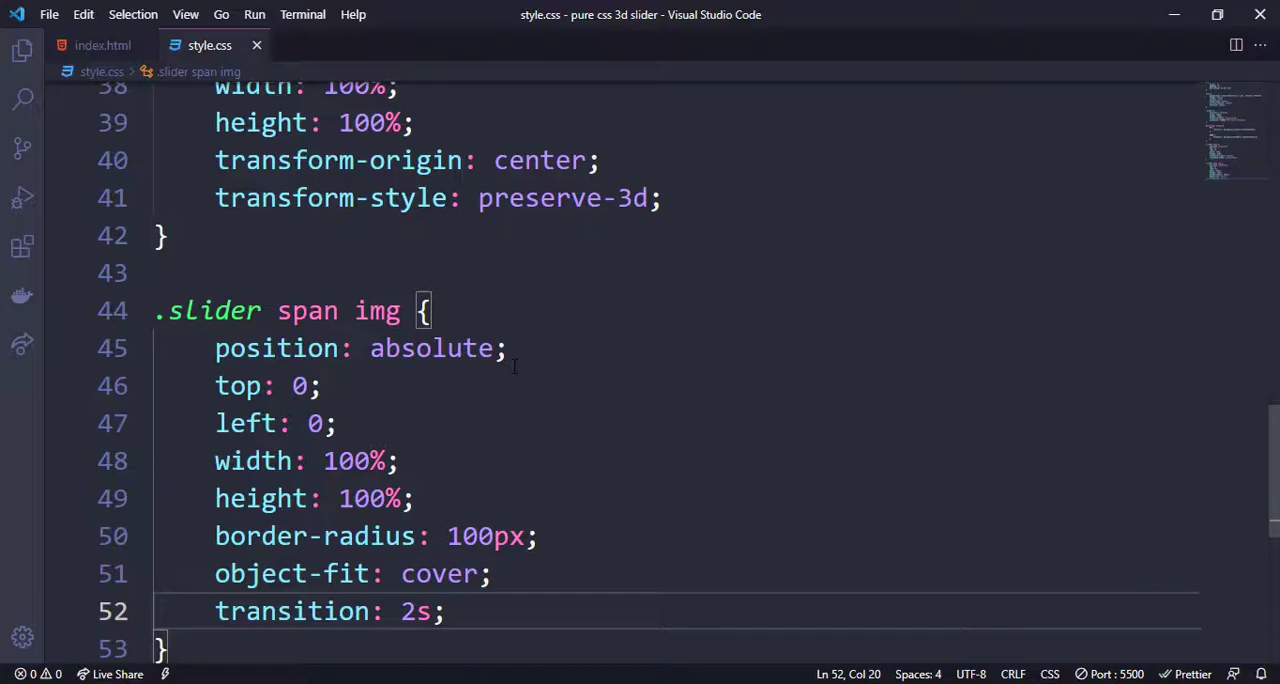 File Edit Selection View Go Run Terminal Help style.css - pure css 3d slider - Visual Studio Code
index.html style.css
style.css > .slider span img
38 width: 100%;
39 height: 100%;
40 transform-origin: center;
41 transform-style: preserve-3d;
42 }
43
44 .slider span img {
45 position: absolute;
46 top: 0;
47 left: 0;
48 width: 100%;
49 height: 100%;
50 border-radius: 100px;
51 object-fit: cover;
52 transition: 2s;
53 }
0 0 Live Share Ln 52, Col 20 Spaces: 4 UTF-8 CRLF CSS Port : 5500 Prettier